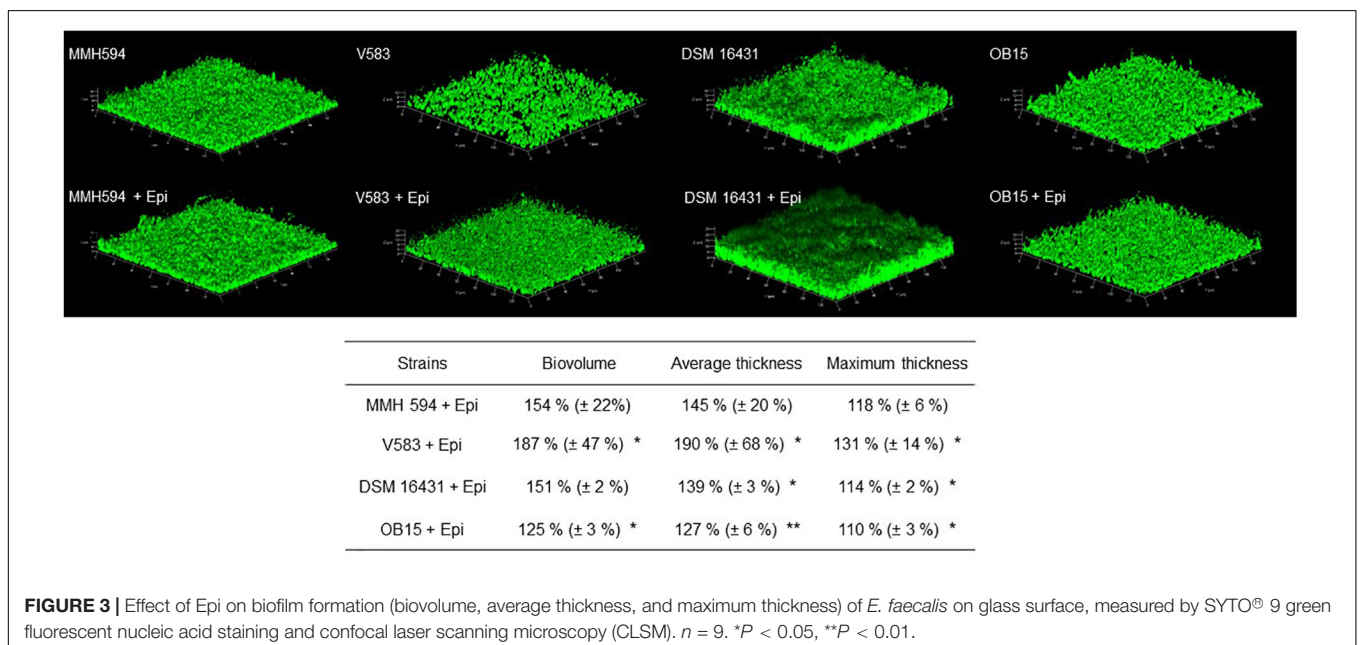 MMH594 V583 DSM 16431 OB15
MMH594 + Epi V583 + Epi DSM 16431 + Epi OB15 + Epi
Strains Biovolume Average thickness Maximum thickness
MMH 594 + Epi 154 % (± 22%) 145 % (± 20 %) 118 % (± 6 %)
V583 + Epi 187 % (± 47 %) * 190 % (± 68 %) * 131 % (± 14 %) *
DSM 16431 + Epi 151 % (± 2 %) 139 % (± 3 %) * 114 % (± 2 %) *
OB15 + Epi 125 % (± 3 %) * 127 % (± 6 %) ** 110 % (± 3 %) *
FIGURE 3 | Effect of Epi on biofilm formation (biovolume, average thickness, and maximum thickness) of E. faecalis on glass surface, measured by SYTO® 9 green
fluorescent nucleic acid staining and confocal laser scanning microscopy (CLSM). n = 9. *P < 0.05, **P < 0.01.